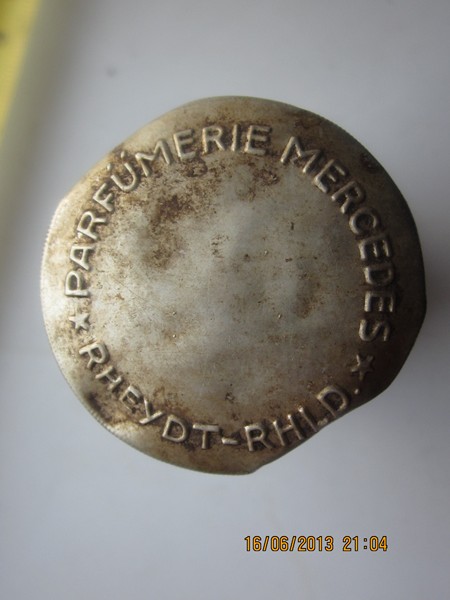 ★ PARFÜMERIE MERCEDES ★
RHEYDT-RHLD.
16/06/2013 21:04